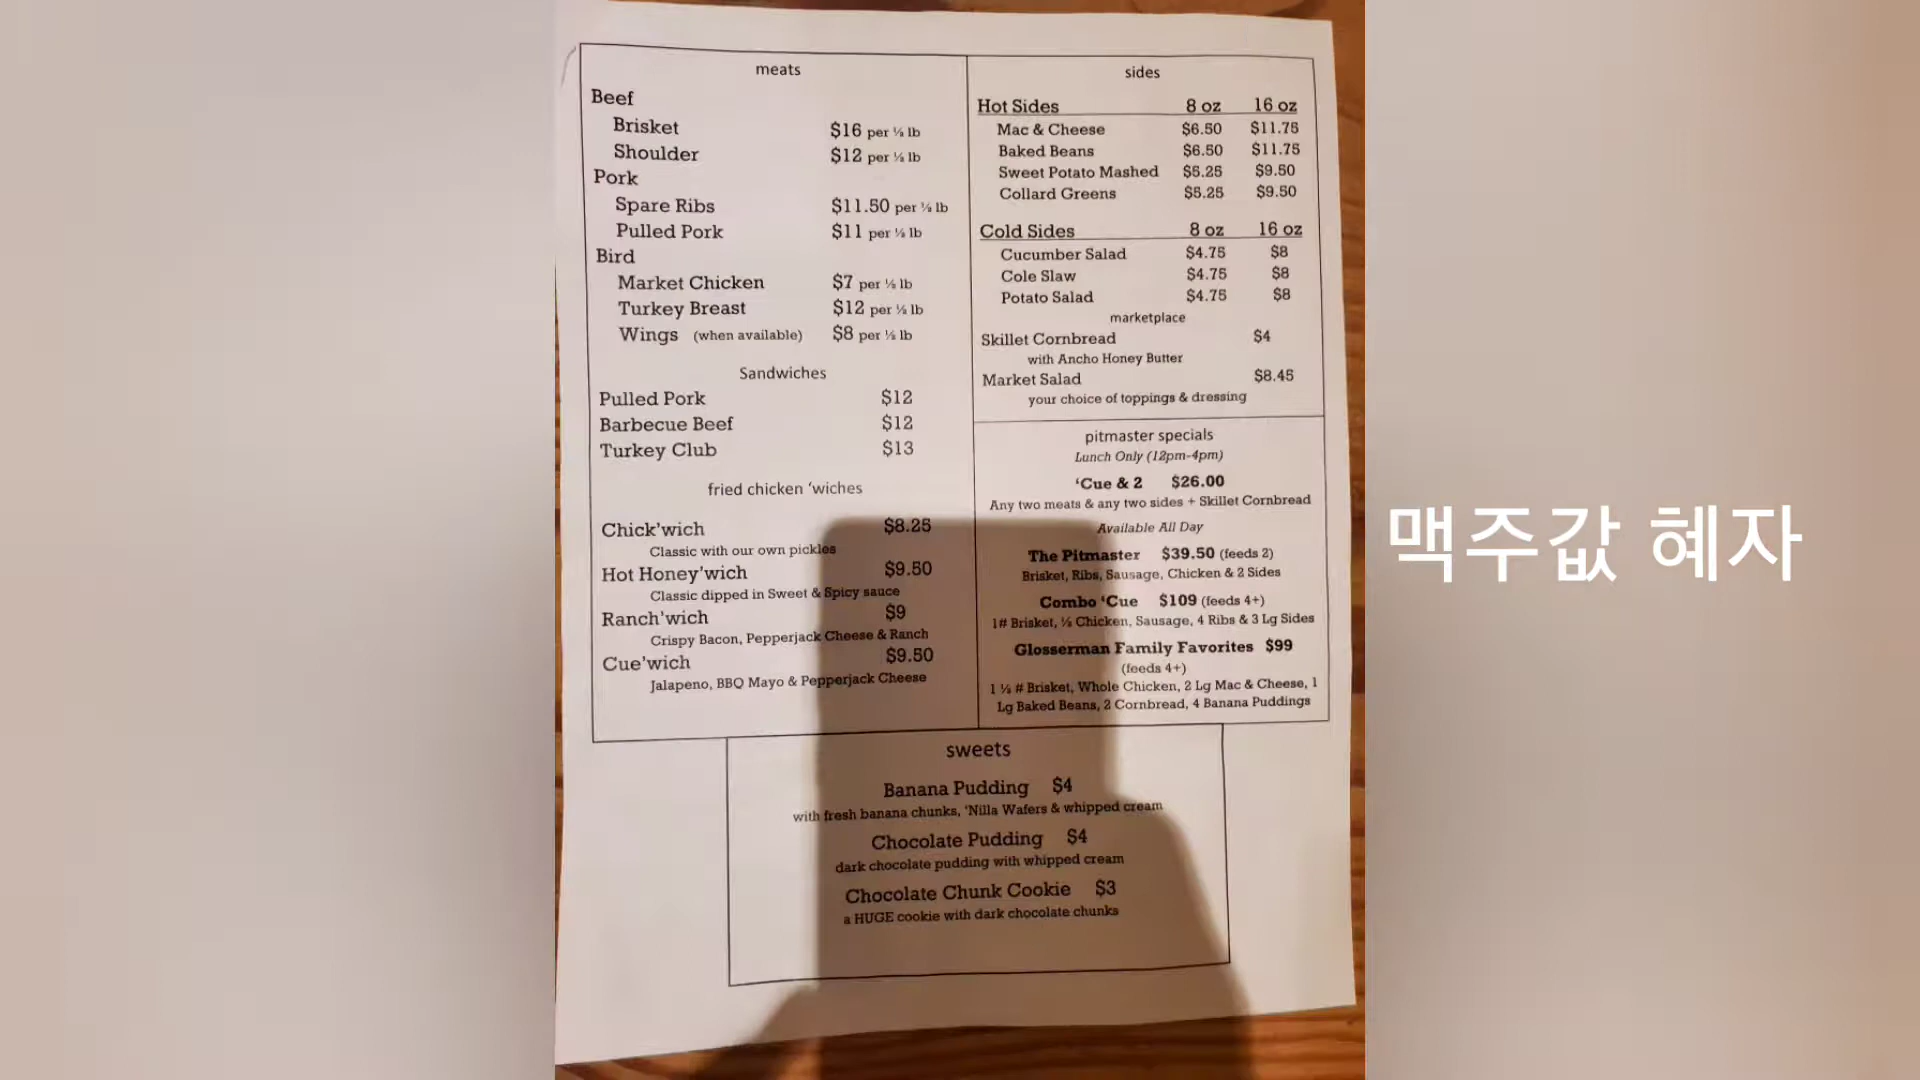 meats
Beef
Brisket $16 per ½ lb
Shoulder $12 per ½ lb
Pork
Spare Ribs $11.50 per ½ lb
Pulled Pork $11 per ½ lb
Bird
Market Chicken $7 per ½ lb
Turkey Breast $12 per ½ lb
Wings (when available) $8 per ½ lb
Sandwiches
Pulled Pork $12
Barbecue Beef $12
Turkey Club $13
fried chicken ‘wiches
Chick’wich $8.25
Classic with our own pickles
Hot Honey’wich $9.50
Classic dipped in Sweet & Spicy sauce
Ranch’wich $9
Crispy Bacon, Pepperjack Cheese & Ranch
Cue’wich $9.50
Jalapeno, BBQ Mayo & Pepperjack Cheese
sides
Hot Sides 8 oz 16 oz
Mac & Cheese $6.50 $11.75
Baked Beans $6.50 $11.75
Sweet Potato Mashed $5.25 $9.50
Collard Greens $5.25 $9.50
Cold Sides 8 oz 16 oz
Cucumber Salad $4.75 $8
Cole Slaw $4.75 $8
Potato Salad $4.75 $8
marketplace
Skillet Cornbread $4
with Ancho Honey Butter
Market Salad $8.45
your choice of toppings & dressing
pitmaster specials
Lunch Only (12pm-4pm)
‘Cue & 2 $26.00
Any two meats & any two sides + Skillet Cornbread
Available All Day
The Pitmaster $39.50 (feeds 2)
Brisket, Ribs, Sausage, Chicken & 2 Sides
Combo ‘Cue $109 (feeds 4+)
1# Brisket, ½ Chicken, Sausage, 4 Ribs & 3 Lg Sides
Glosserman Family Favorites $99
(feeds 4+)
1 ½ # Brisket, Whole Chicken, 2 Lg Mac & Cheese, 1
Lg Baked Beans, 2 Cornbread, 4 Banana Puddings
sweets
Banana Pudding $4
with fresh banana chunks, ‘Nilla Wafers & whipped cream
Chocolate Pudding $4
dark chocolate pudding with whipped cream
Chocolate Chunk Cookie $3
a HUGE cookie with dark chocolate chunks
맥주값 혜자